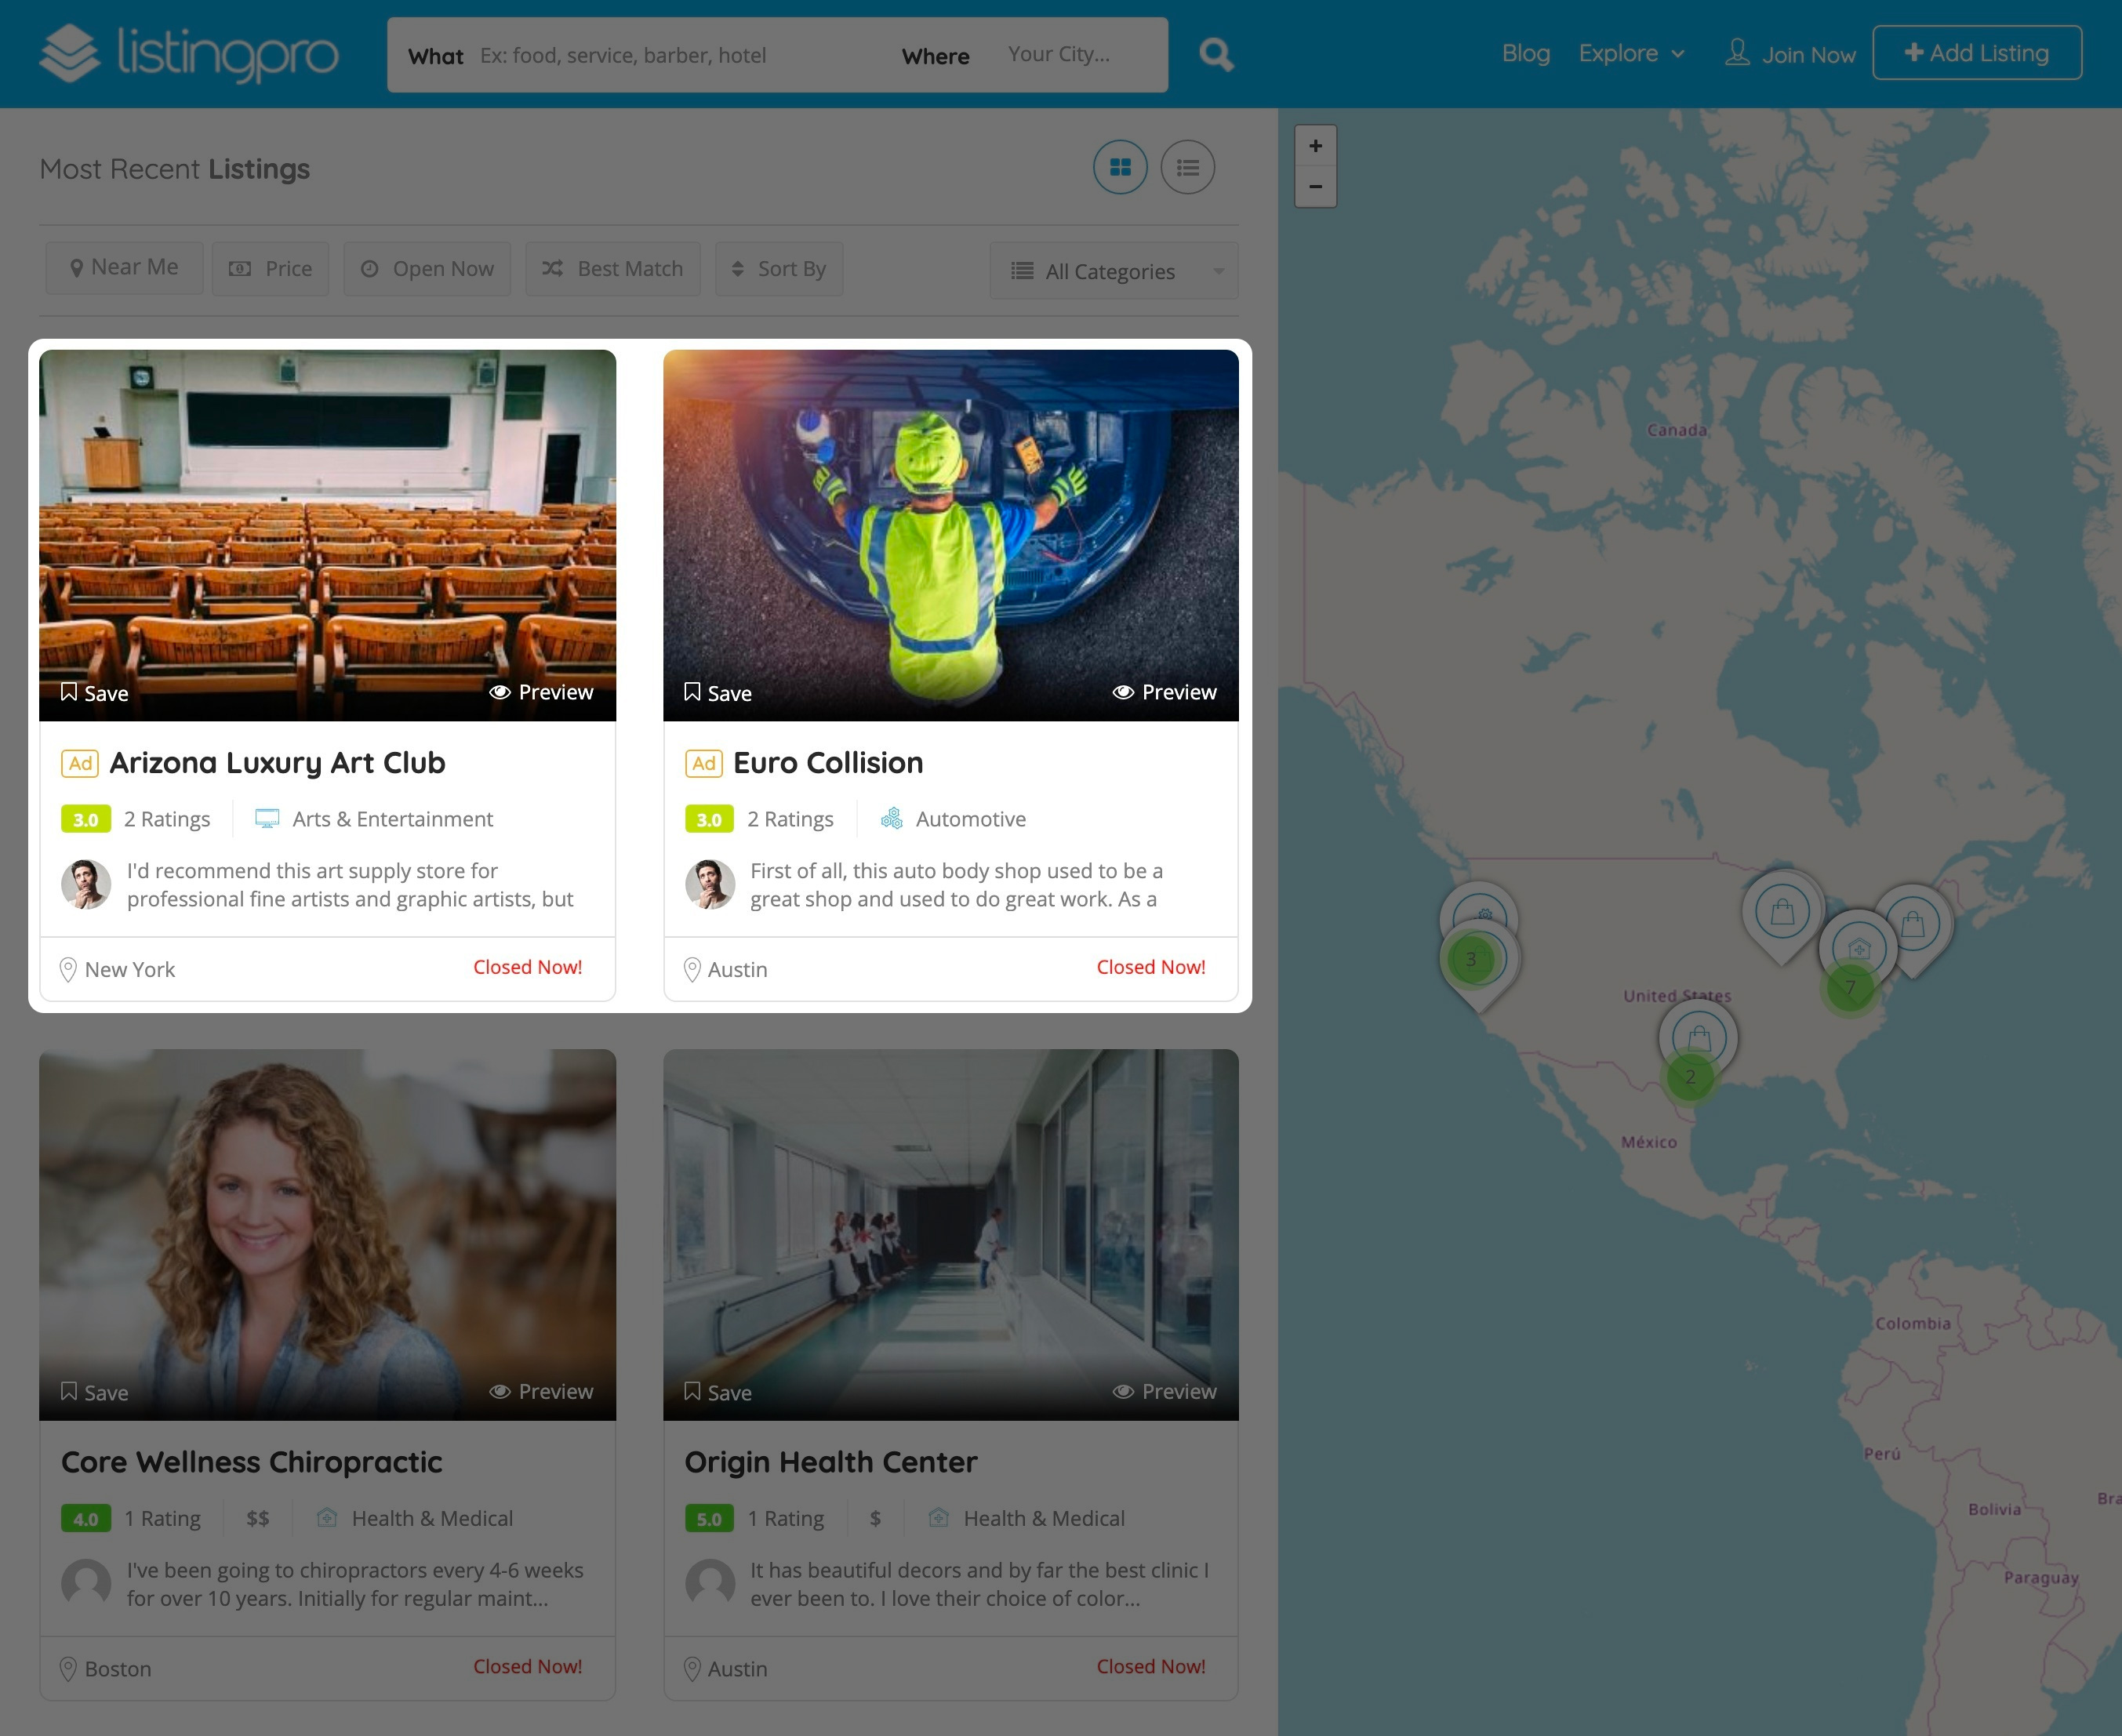 listingpro
What Ex: food, service, barber, hotel Where Your City...
Blog Explore Join Now + Add Listing
Most Recent Listings
Near Me Price Open Now Best Match Sort By All Categories
Save Preview
Ad Arizona Luxury Art Club
3.0 2 Ratings Arts & Entertainment
I'd recommend this art supply store for
professional fine artists and graphic artists, but
New York Closed Now!
Save Preview
Ad Euro Collision
3.0 2 Ratings Automotive
First of all, this auto body shop used to be a
great shop and used to do great work. As a
Austin Closed Now!
Save Preview
Core Wellness Chiropractic
4.0 1 Rating $$ Health & Medical
I've been going to chiropractors every 4-6 weeks
for over 10 years. Initially for regular maint...
Boston Closed Now!
Save Preview
Origin Health Center
5.0 1 Rating $ Health & Medical
It has beautiful decors and by far the best clinic I
ever been to. I love their choice of color...
Austin Closed Now!
+
−
Canada
3
7
United States
2
México
Colombia
Perú
Bolivia
Bra
Paraguay